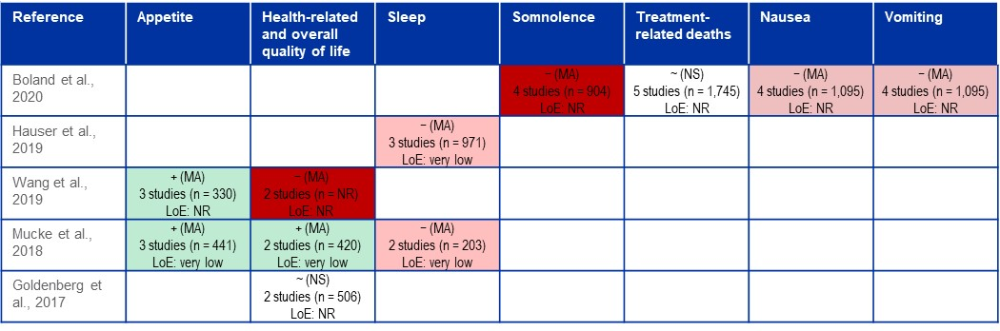 Reference
Appetite
Health-related
and overall
quality of life
Sleep
Somnolence
Treatment-
related deaths
Nausea
Vomiting
Boland et al.,
2020
− (MA)
4 studies (n = 904)
LoE: NR
~ (NS)
5 studies (n = 1,745)
LoE: NR
− (MA)
4 studies (n = 1,095)
LoE: NR
− (MA)
4 studies (n = 1,095)
LoE: NR
Hauser et al.,
2019
− (MA)
3 studies (n = 971)
LoE: very low
Wang et al.,
2019
+ (MA)
3 studies (n = 330)
LoE: NR
− (MA)
2 studies (n = NR)
LoE: NR
Mucke et al.,
2018
+ (MA)
3 studies (n = 441)
LoE: very low
+ (MA)
2 studies (n = 420)
LoE: very low
− (MA)
2 studies (n = 203)
LoE: very low
Goldenberg et
al., 2017
~ (NS)
2 studies (n = 506)
LoE: NR